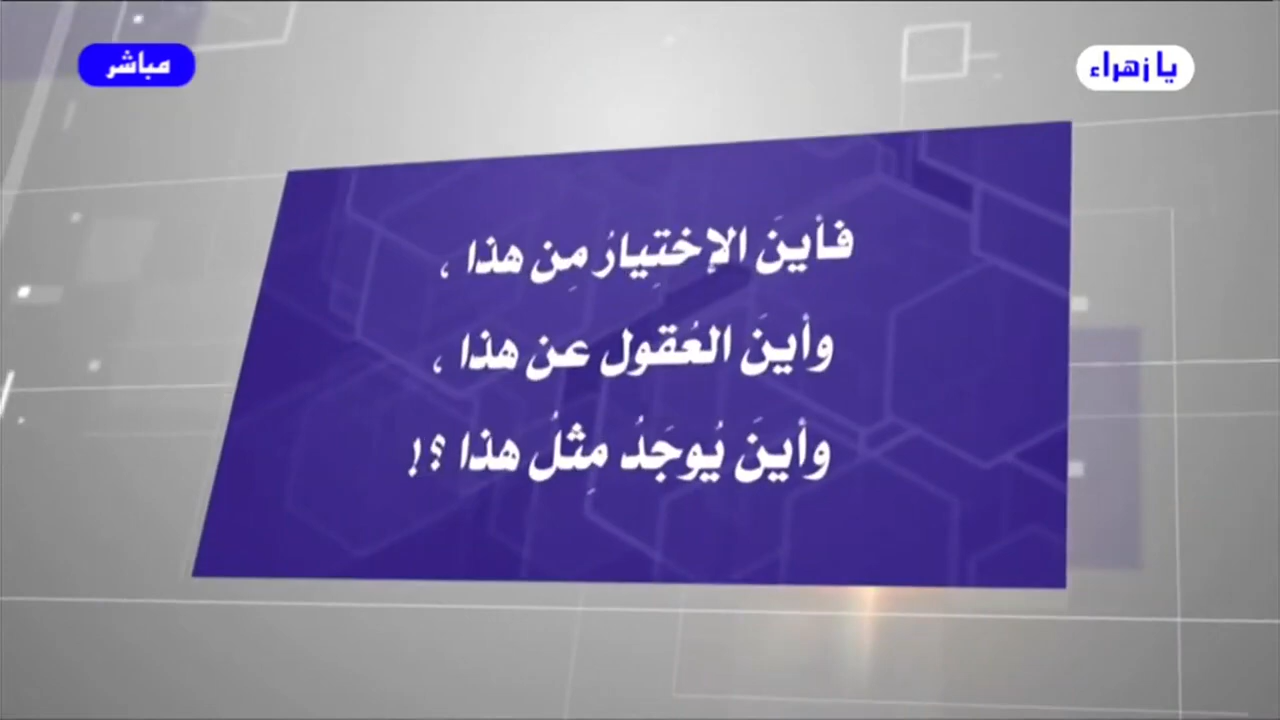 يا زهراء
مباشر
فأينَ الإختِيارُ مِن هذا ،
وأينَ العُقول عن هذا ،
وأينَ يُوجَدُ مِثلُ هذا ؟!